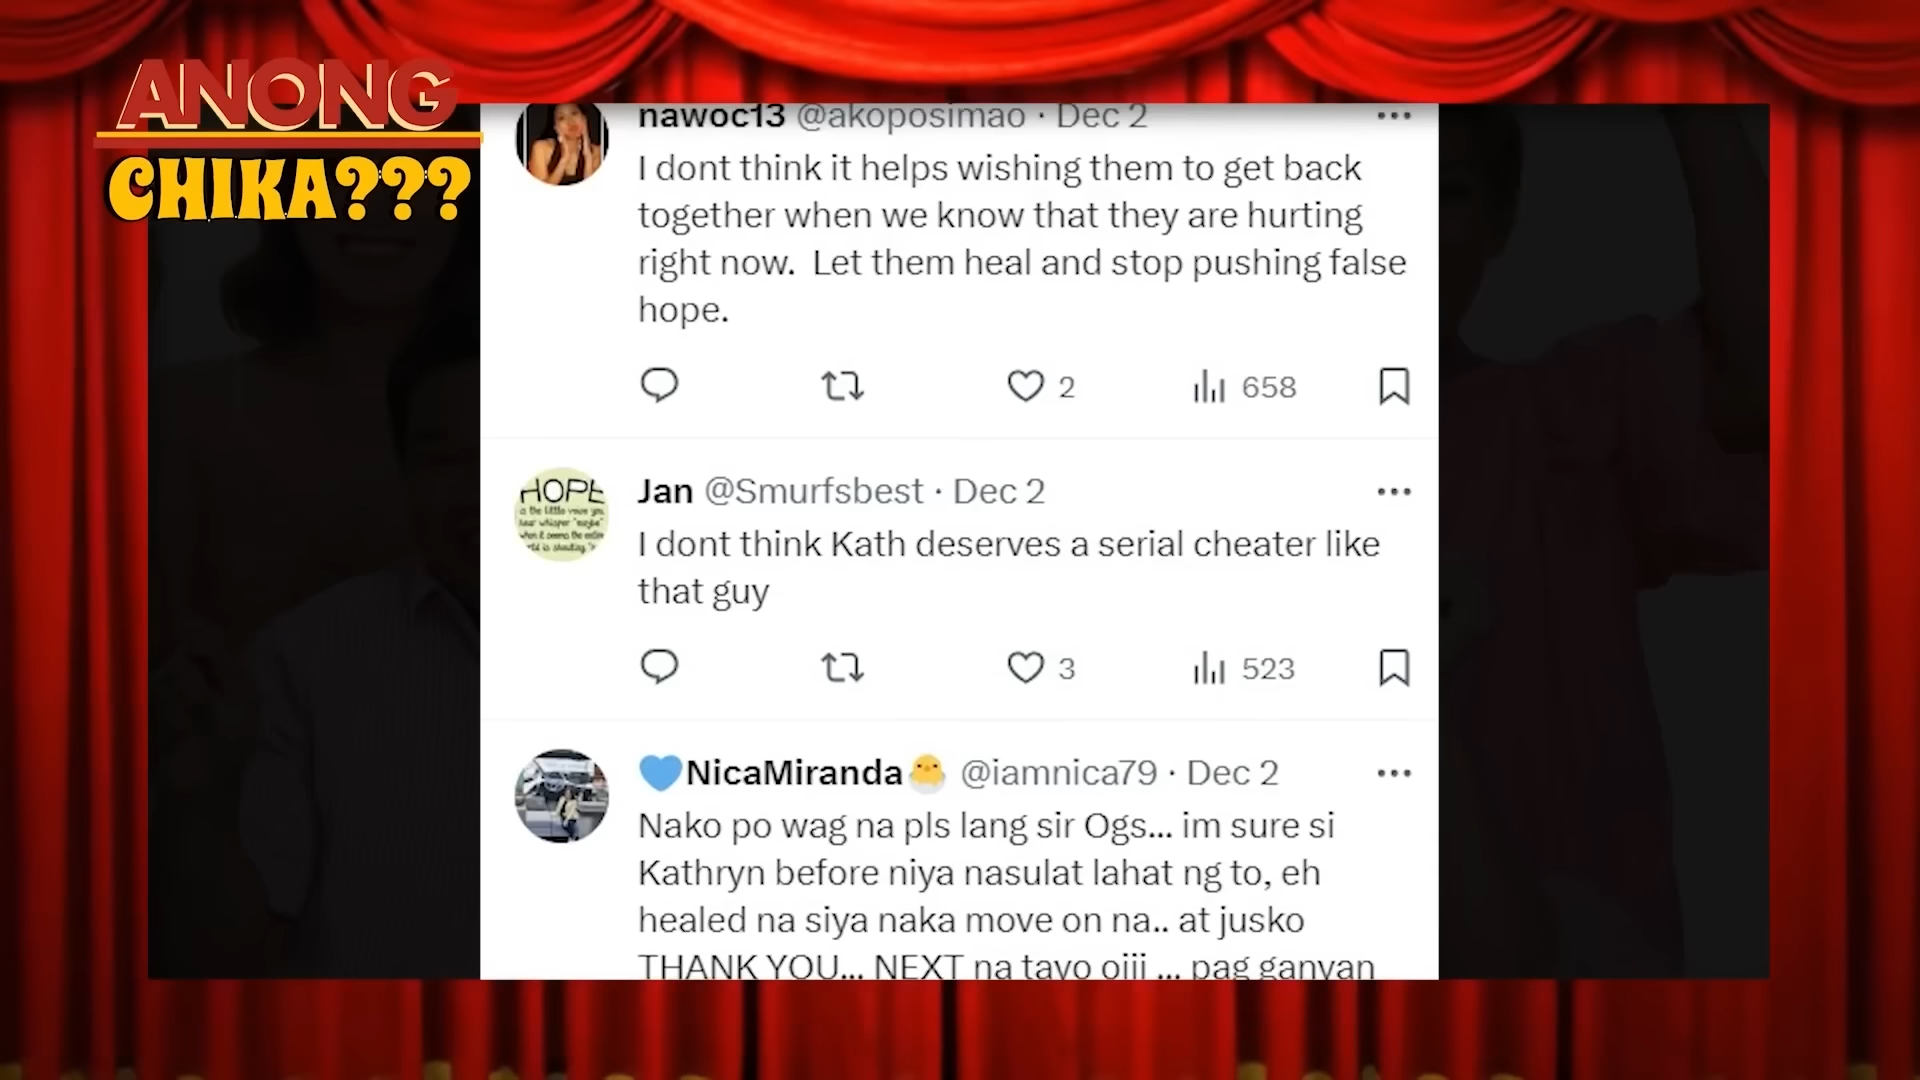 ANONG
CHIKA???
nawoc13 @akoposimao · Dec 2
I dont think it helps wishing them to get back
together when we know that they are hurting
right now.  Let them heal and stop pushing false
hope.
2 658
HOPE
Jan @Smurfsbest · Dec 2
I dont think Kath deserves a serial cheater like
that guy
3 523
💙NicaMiranda🐣 @iamnica79 · Dec 2
Nako po wag na pls lang sir Ogs... im sure si
Kathryn before niya nasulat lahat ng to, eh
healed na siya naka move on na.. at jusko
THANK YOU... NEXT na tayo oiii ... pag ganyan